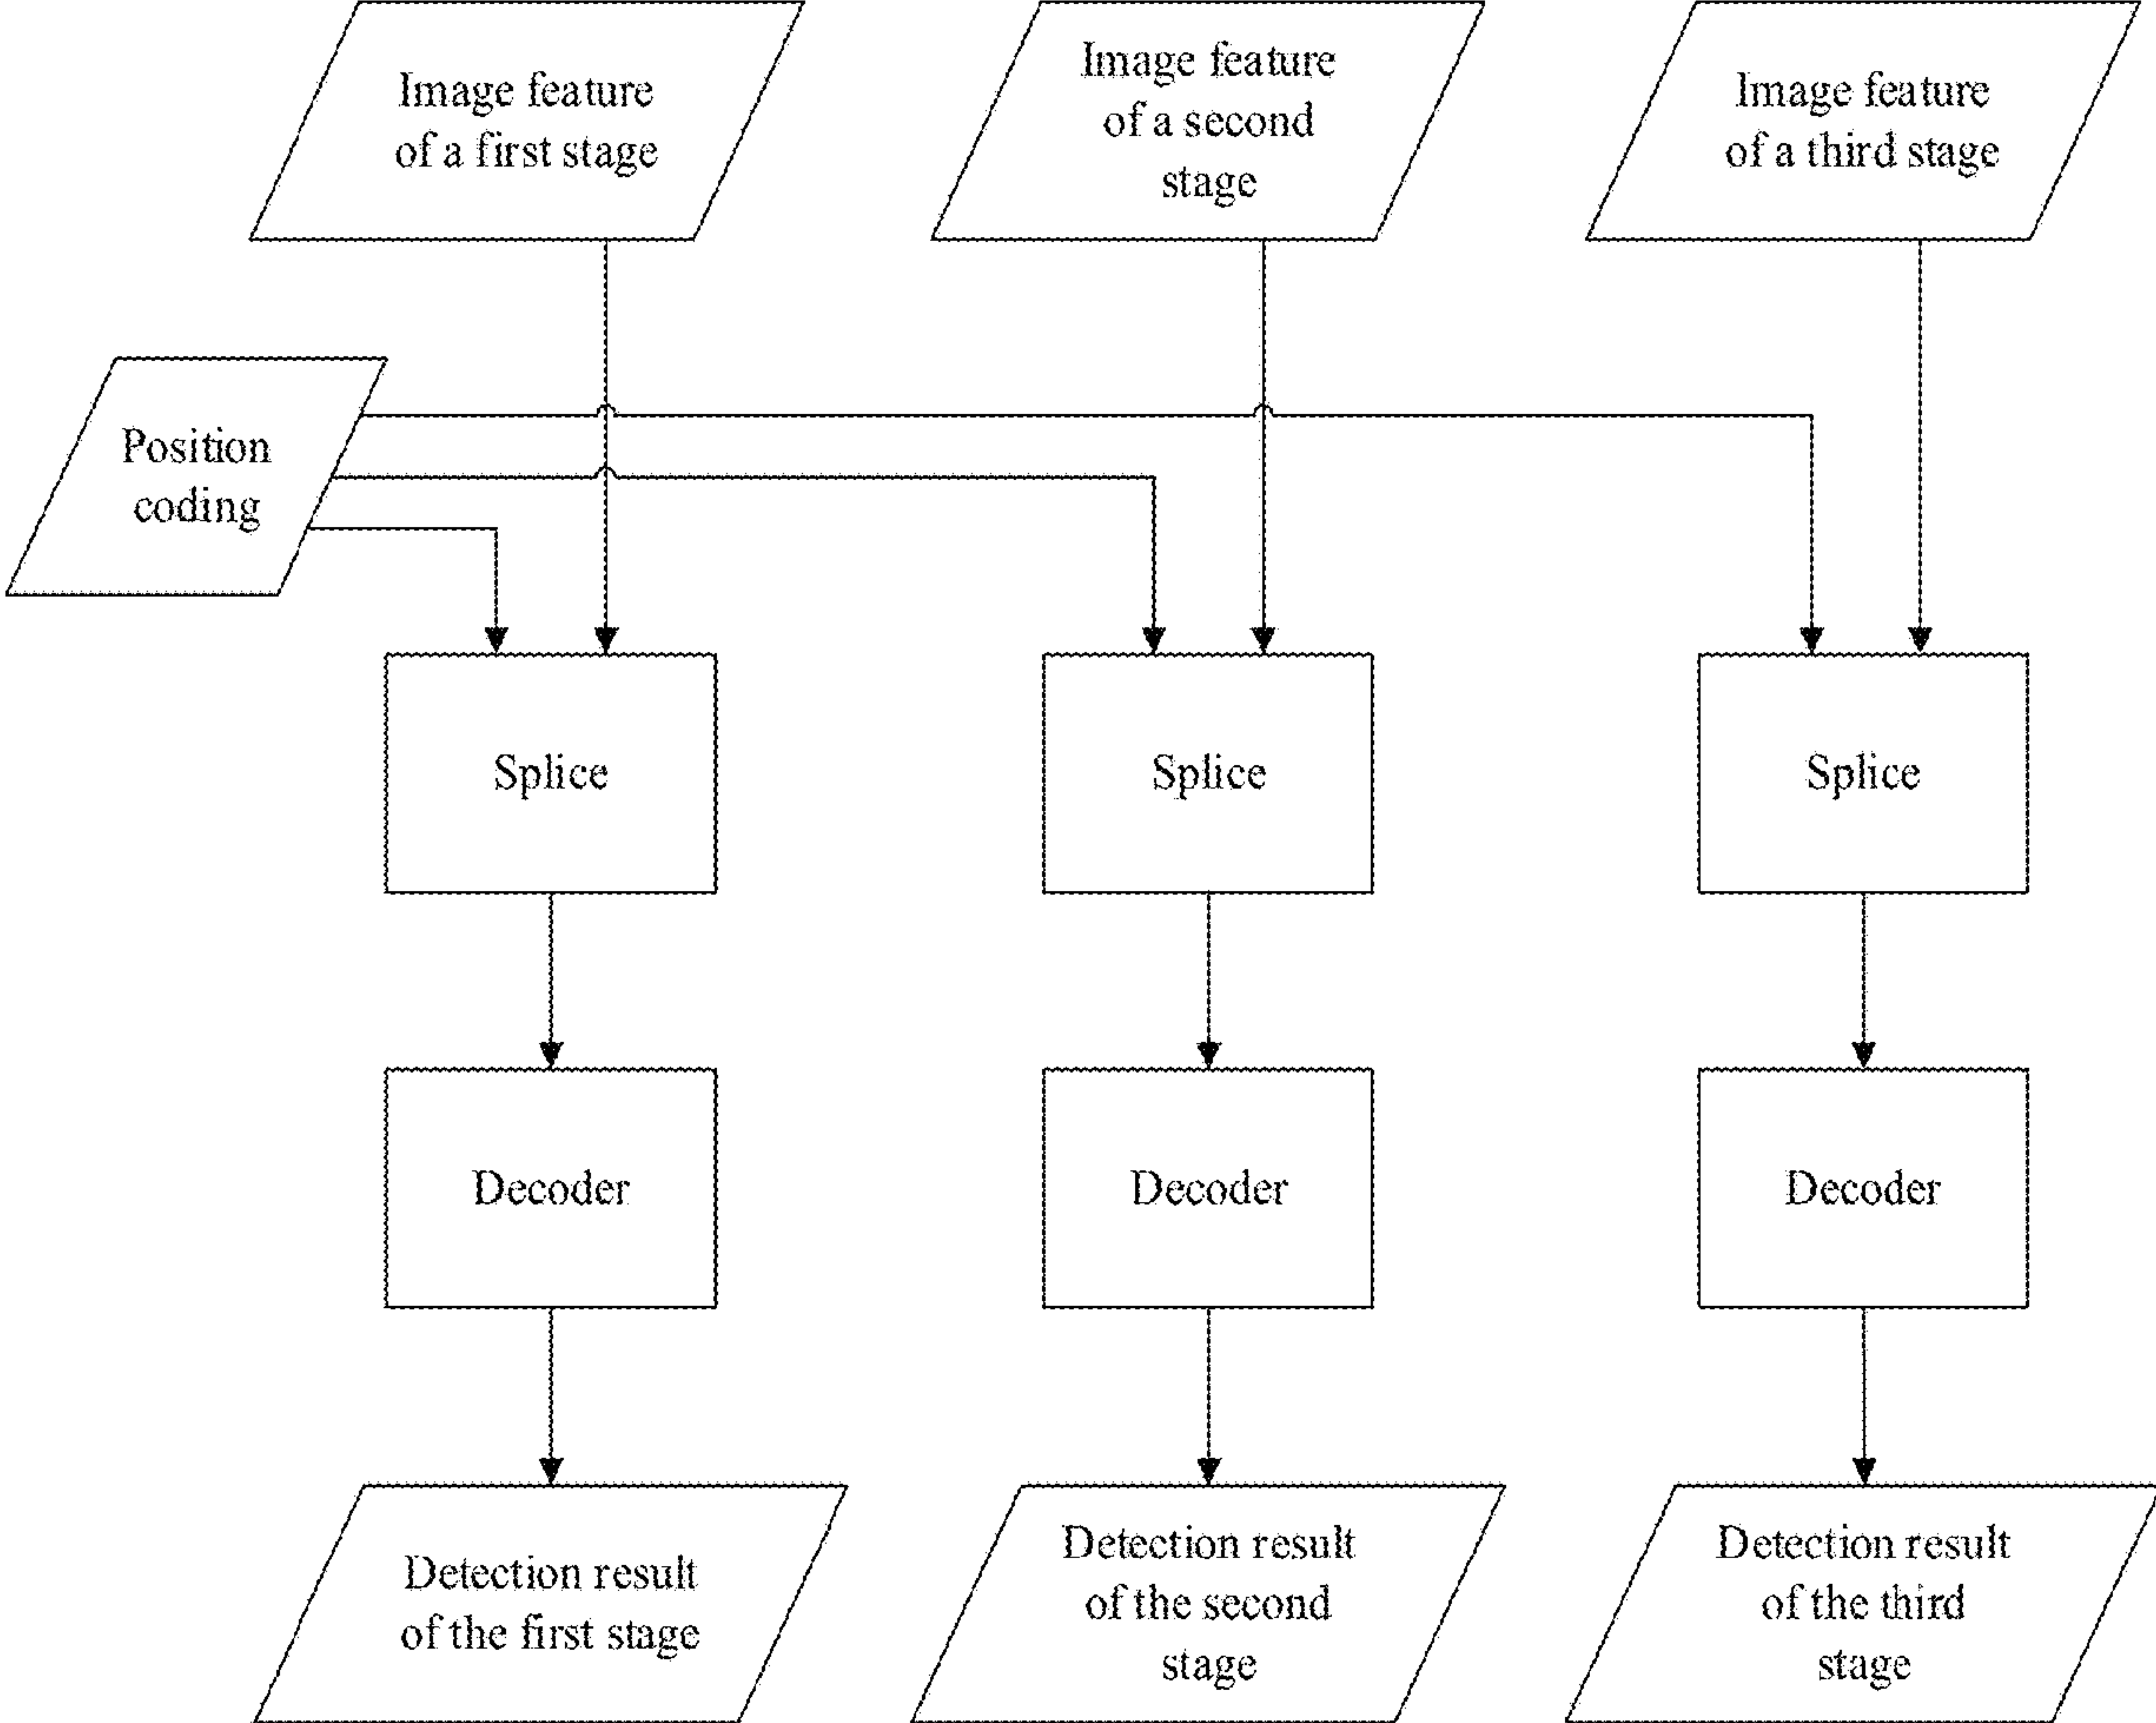 Image feature
of a first stage
Image feature
of a second
stage
Image feature
of a third stage
Position
coding
Splice
Splice
Splice
Decoder
Decoder
Decoder
Detection result
of the first stage
Detection result
of the second
stage
Detection result
of the third
stage